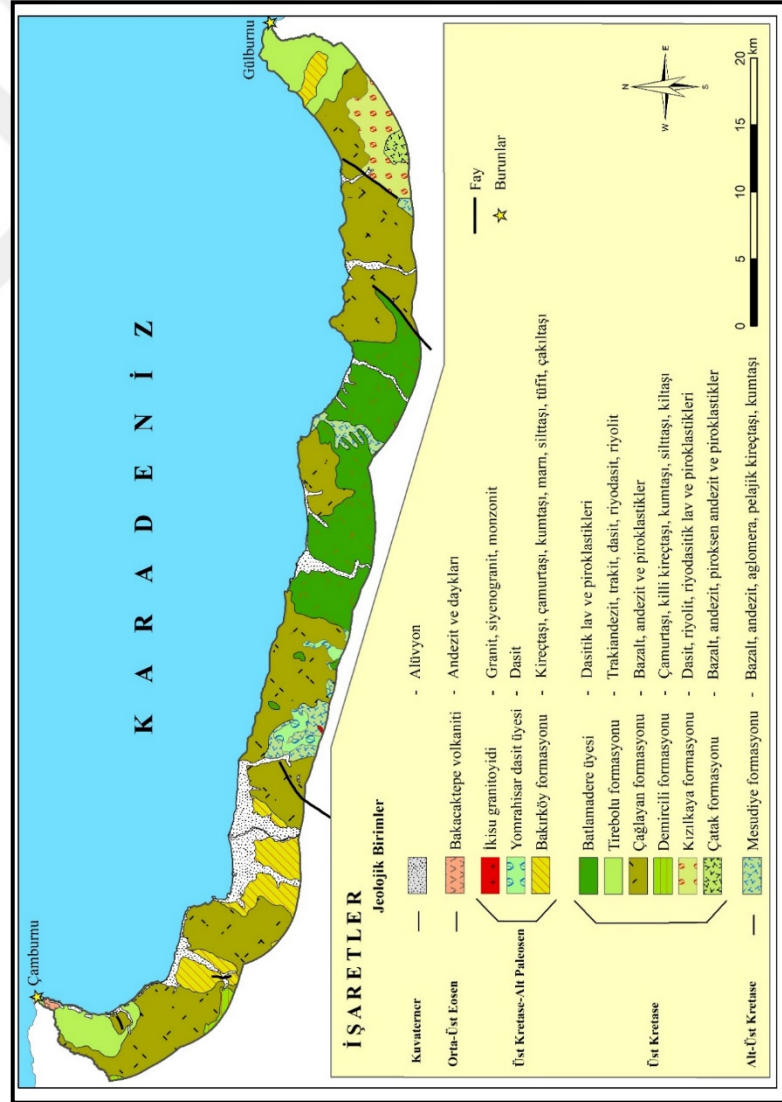 KARADENİZ
Çamburnu
Gülburnu
İŞARETLER
Jeolojik Birimler
Kuvaterner
- Alüvyon
Orta-Üst Eosen
Bakacaktepe volkaniti - Andezit ve daykları
Üst Kretase-Alt Paleosen
İkisu granitoyidi - Granit, siyenogranit, monzonit
Yomrahisar dasit üyesi - Dasit
Bakırköy formasyonu - Kireçtaşı, çamurtaşı, kumtaşı, marn, silttaşı, tüfit, çakıltaşı
Üst Kretase
Batlamadere üyesi - Dasitik lav ve piroklastikleri
Tirebolu formasyonu - Trakiandezit, trakit, dasit, riyodasit, riyolit
Çağlayan formasyonu - Bazalt, andezit ve piroklastikler
Demircili formasyonu - Çamurtaşı, killi kireçtaşı, kumtaşı, silttaşı, kiltaşı
Kızılkaya formasyonu - Dasit, riyolit, riyodasitik lav ve piroklastikleri
Çatak formasyonu - Bazalt, andezit, piroksen andezit ve piroklastikler
Alt-Üst Kretase
Mesudiye formasyonu - Bazalt, andezit, aglomera, pelajik kireçtaşı, kumtaşı
Fay
Burunlar
N
W E
S
0 5 10 15 20 km